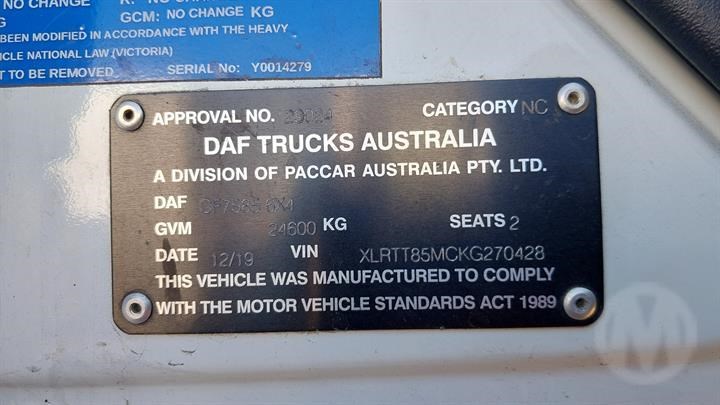 NO CHANGE K: NO CHAN
G GCM: NO CHANGE KG
BEEN MODIFIED IN ACCORDANCE WITH THE HEAVY
ICLE NATIONAL LAW (VICTORIA)
T TO BE REMOVED SERIAL No: Y0014279
APPROVAL NO. CATEGORY NC
DAF TRUCKS AUSTRALIA
A DIVISION OF PACCAR AUSTRALIA PTY. LTD.
DAF
GVM 24600 KG SEATS 2
DATE 12/19 VIN XLRTT85MCKG270428
THIS VEHICLE WAS MANUFACTURED TO COMPLY
WITH THE MOTOR VEHICLE STANDARDS ACT 1989
M